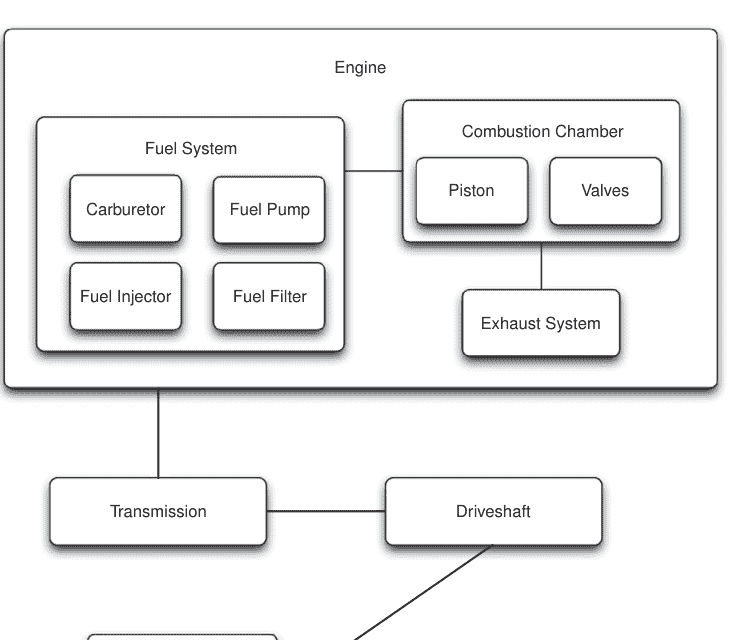 Engine
Fuel System
Carburetor
Fuel Pump
Fuel Injector
Fuel Filter
Combustion Chamber
Piston
Valves
Exhaust System
Transmission
Driveshaft